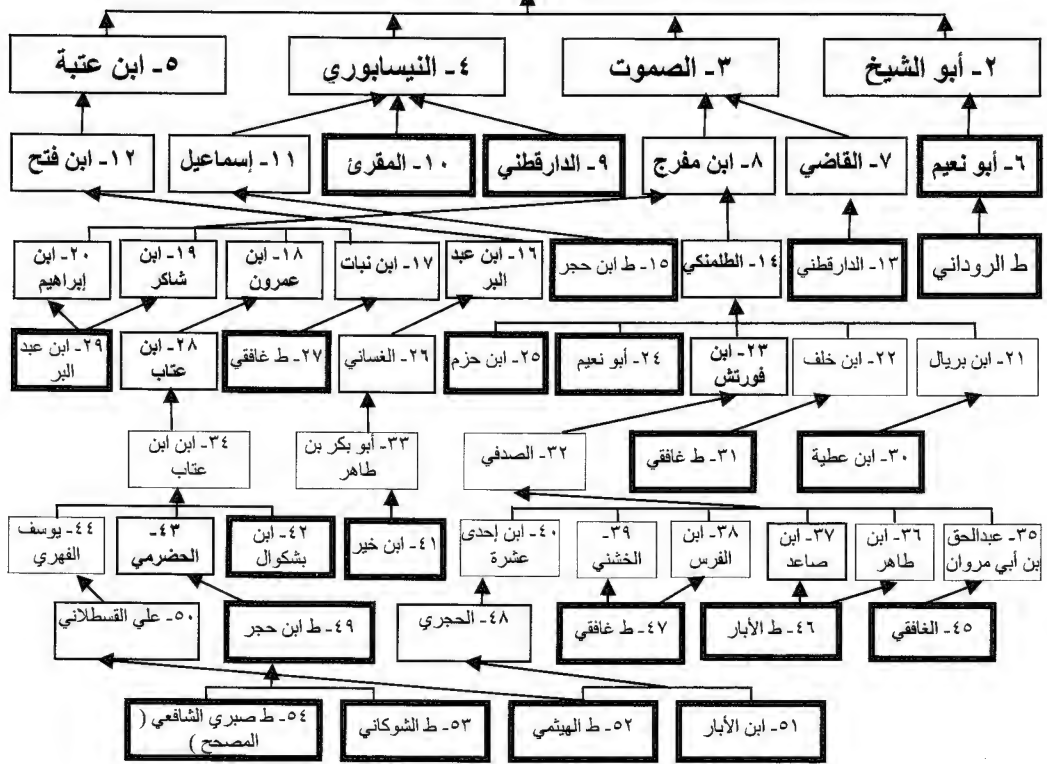 ٢- أبو الشيخ
٣- الصموت
٤- النيسابوري
٥- ابن عتبة
٦- أبو نعيم
٧- القاضي
٨- ابن مفرج
٩- الدارقطني
١٠- المقرئ
١١- إسماعيل
١٢- ابن فتح
ط الروداني
١٣- الدارقطني
١٤- الطلمنكي
١٥- ط ابن حجر
١٦- ابن عبد
البر
١٧- ابن نبات
١٨- ابن
عمرون
١٩- ابن
شاكر
٢٠- ابن
إبراهيم
٢١- ابن بريال
٢٢- ابن خلف
٢٣- ابن
فورتش
٢٤- أبو نعيم
٢٥- ابن حزم
٢٦- الغساني
٢٧- ط غافقي
٢٨- ابن
عتاب
٢٩- ابن عبد
البر
٣٠- ابن عطية
٣١- ط غافقي
٣٢- الصدفي
٣٣- أبو بكر بن
طاهر
٣٤- ابن ابن
عتاب
٣٥- عبدالحق
بن أبي مروان
٣٦- ابن
طاهر
٣٧- ابن
صاعد
٣٨- ابن
الفرس
٣٩-
الخشني
٤٠- ابن إحدى
عشرة
٤١- ابن خير
٤٢- ابن
بشكوال
٤٣-
الحضرمي
٤٤- يوسف
الفهري
٤٥- الغافقي
٤٦- ط الأبار
٤٧- ط غافقي
٤٨- الحجري
٤٩- ط ابن حجر
٥٠- علي القسطلاني
٥١- ابن الأبار
٥٢- ط الهيثمي
٥٣- ط الشوكاني
٥٤- ط صبري الشافعي (
المصحح )